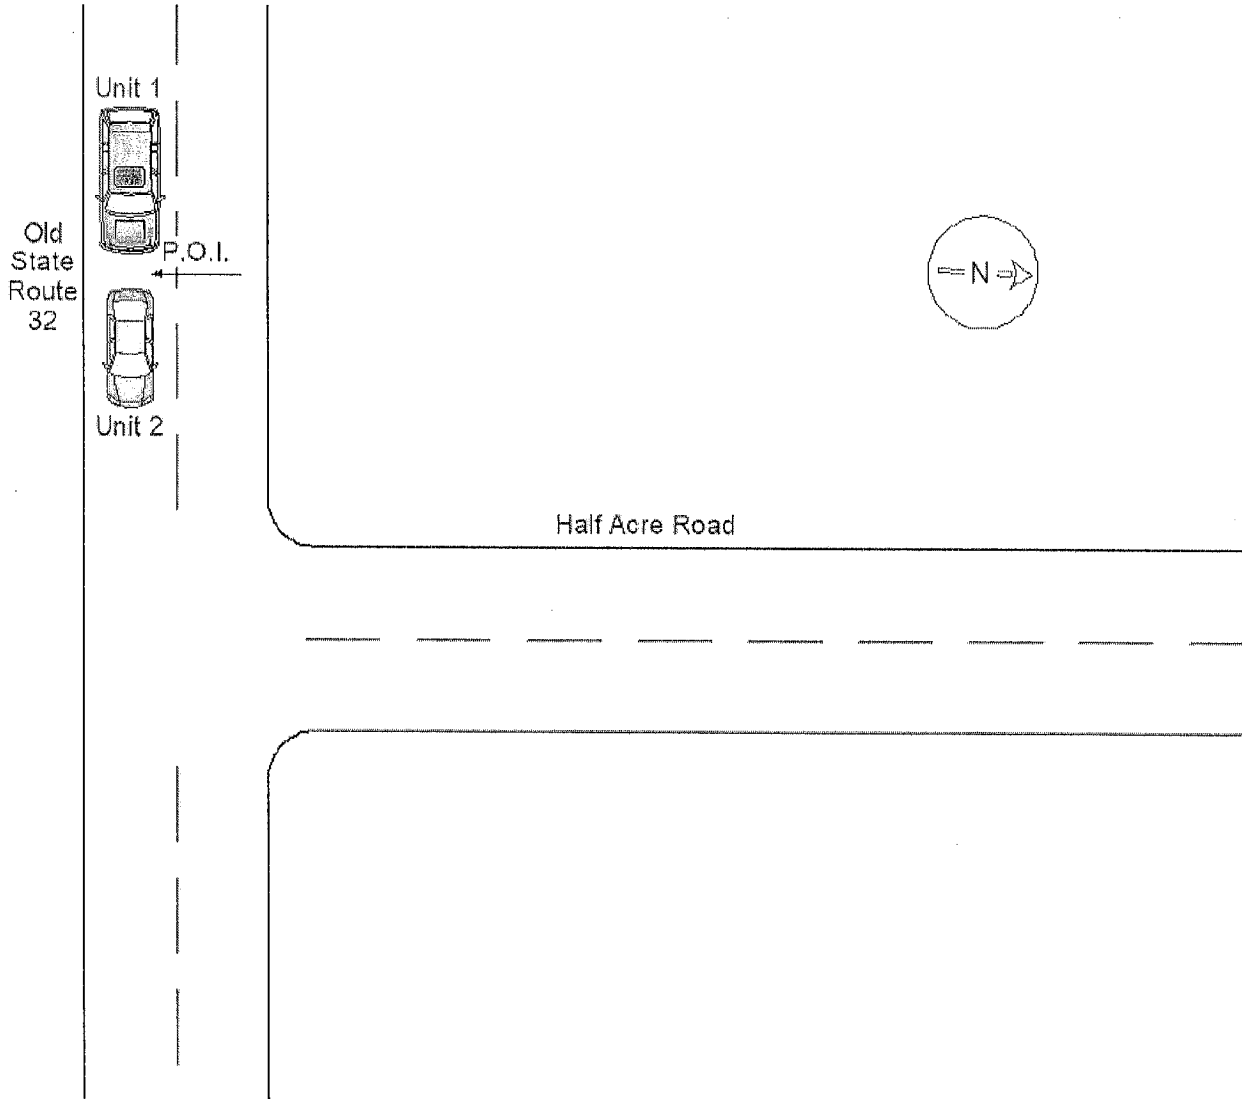 Unit 1
Old
State
Route
32
P.O.I.
N
Unit 2
Half Acre Road